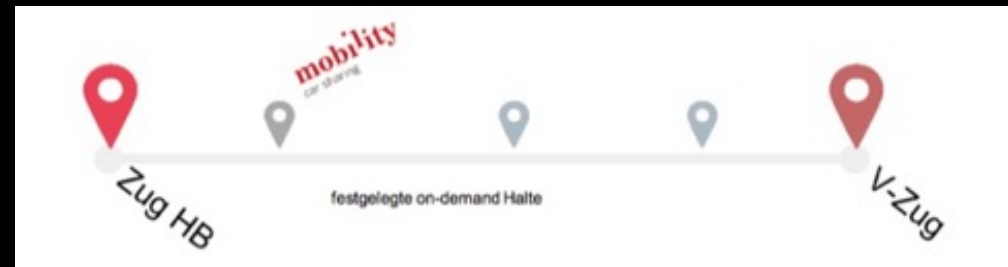 mobility
car sharing
Zug HB
festgelegte on-demand Halte
V-Zug